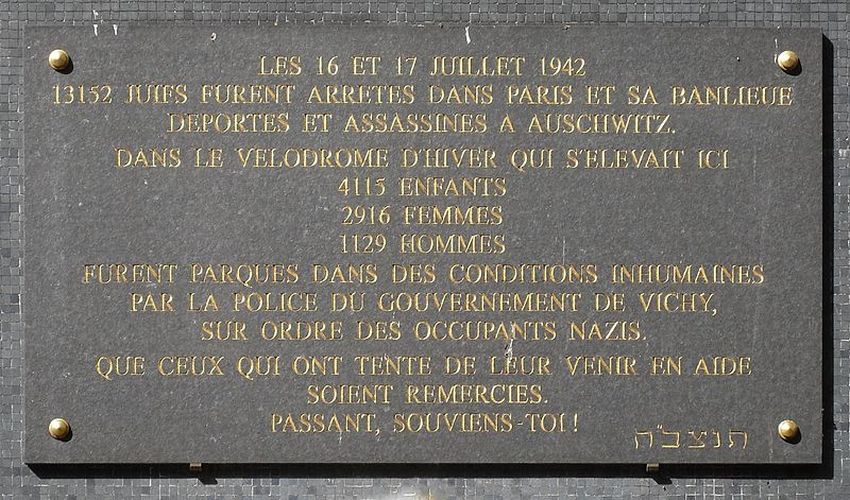 LES 16 ET 17 JUILLET 1942
13152 JUIFS FURENT ARRETES DANS PARIS ET SA BANLIEUE
DEPORTES ET ASSASSINES A AUSCHWITZ.
DANS LE VELODROME D'HIVER QUI S'ELEVAIT ICI
4115 ENFANTS
2916 FEMMES
1129 HOMMES
FURENT PARQUES DANS DES CONDITIONS INHUMAINES
PAR LA POLICE DU GOUVERNEMENT DE VICHY,
SUR ORDRE DES OCCUPANTS NAZIS.
QUE CEUX QUI ONT TENTE DE LEUR VENIR EN AIDE
SOIENT REMERCIES.
PASSANT, SOUVIENS-TOI !
תוצב"ה